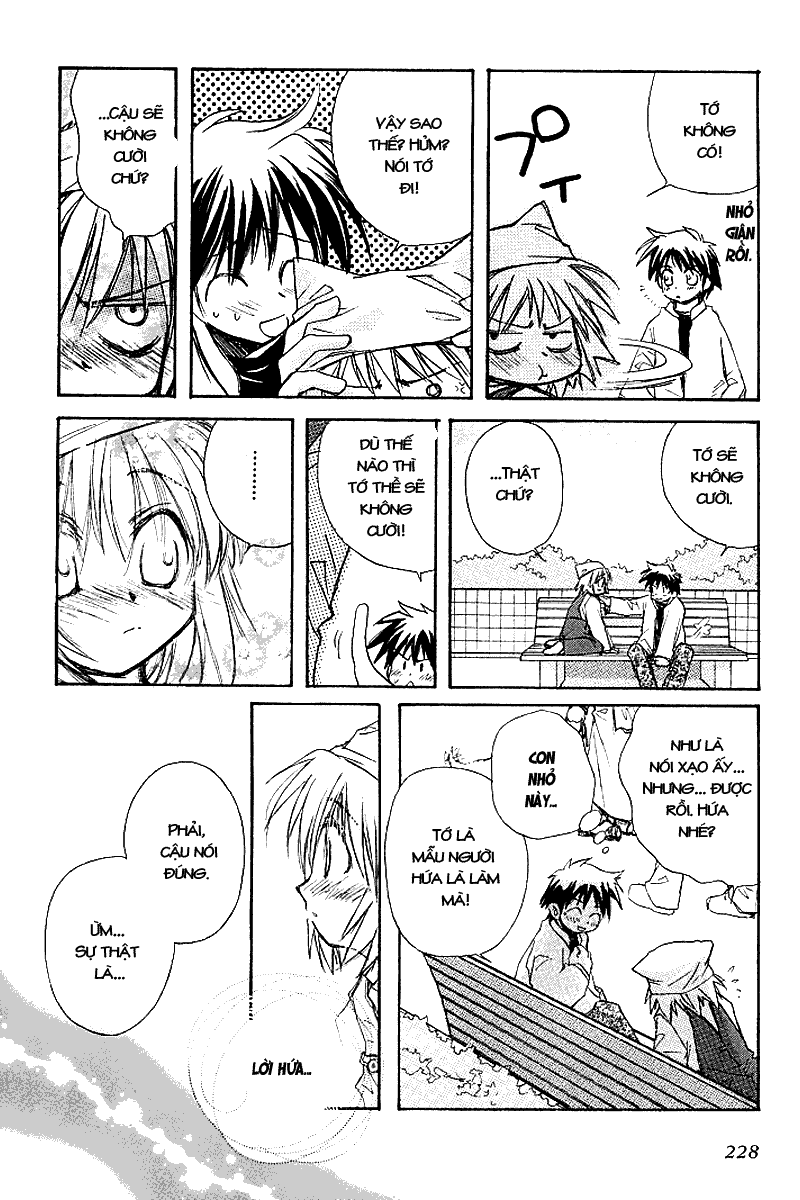 TỚ
KHÔNG
CÓ!
NHỎ
GIẬN
RỒI.
プイ
VẬY SAO
THẾ? HỬM?
NÓI TỚ
ĐI!
...CẬU SẼ
KHÔNG
CƯỜI
CHỨ?
TỚ SẼ
KHÔNG
CƯỜI.
...THẬT
CHỨ?
DÙ THẾ
NÀO THÌ
TỚ THỀ SẼ
KHÔNG
CƯỜI!
.........
NHƯ LÀ
NÓI XẠO ẤY...
NHƯNG... ĐƯỢC
RỒI. HỨA
NHÉ?
CON
NHỎ
NÀY...
TỚ LÀ
MẪU NGƯỜI
HỨA LÀ LÀM
MÀ!
LỜI HỨA...
PHẢI,
CẬU NÓI
ĐÚNG.
ỪM...
SỰ THẬT
LÀ...
228